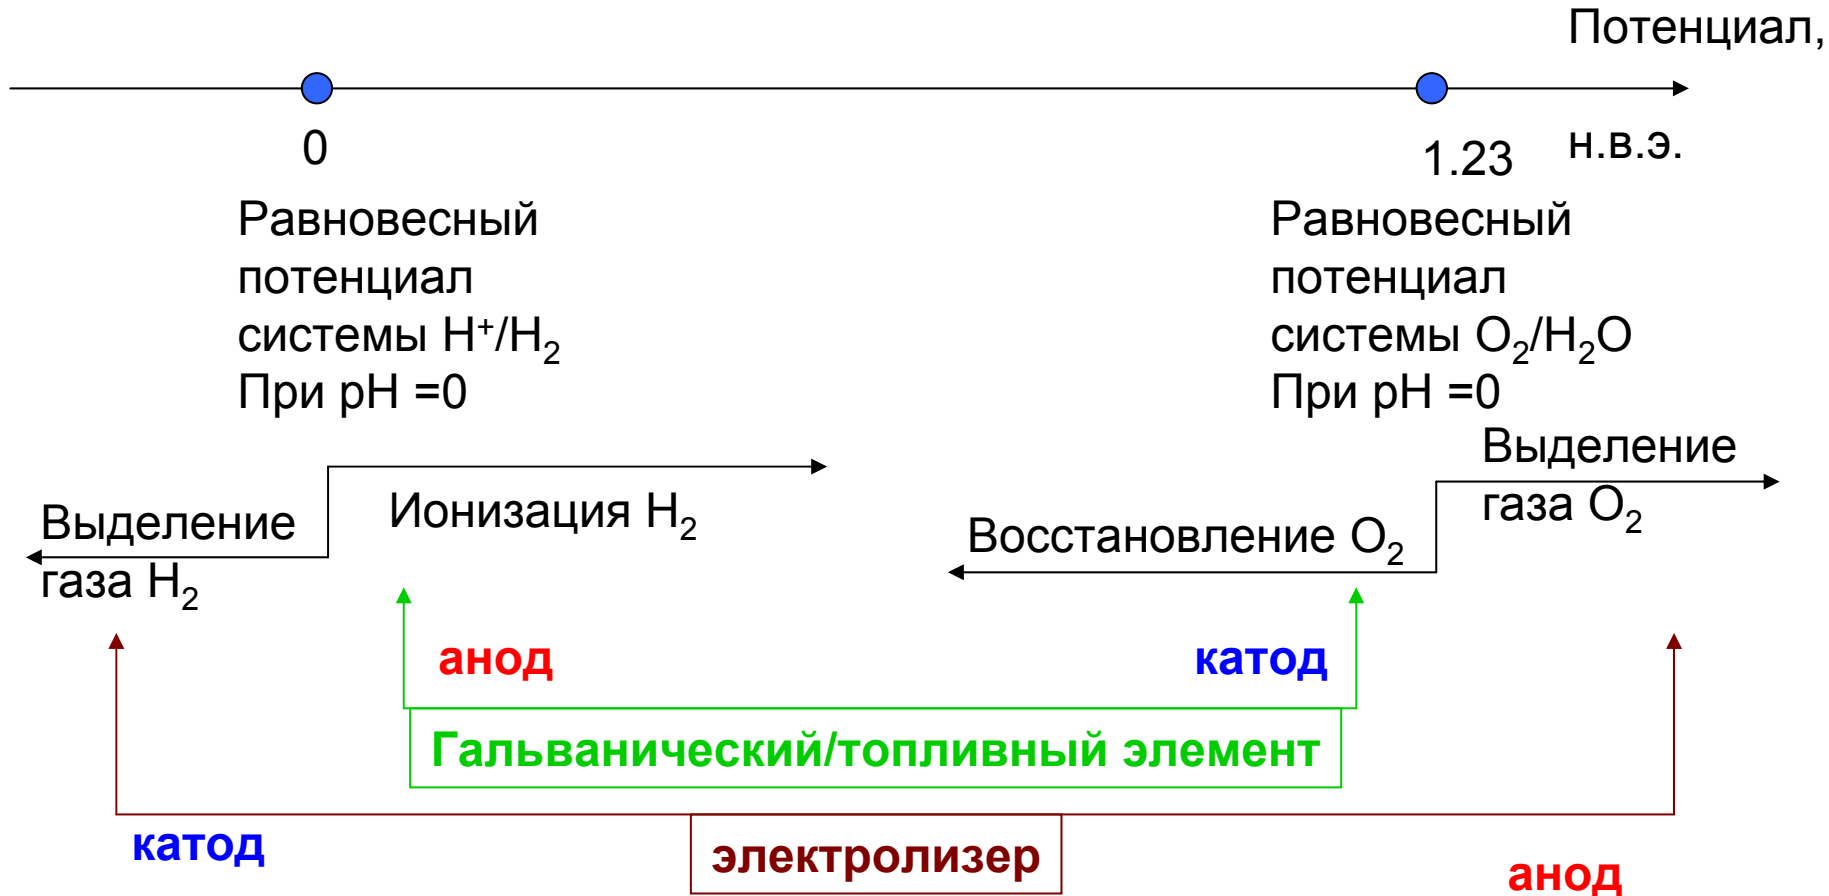 Потенциал,
н.в.э.
0
1.23
Равновесный
потенциал
системы H⁺/H₂
При pH =0
Равновесный
потенциал
системы O₂/H₂O
При pH =0
Выделение
газа H₂
Ионизация H₂
Восстановление O₂
Выделение
газа O₂
анод
катод
Гальванический/топливный элемент
катод
электролизер
анод